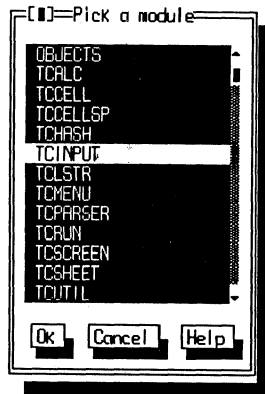 [■]=Pick a module
OBJECTS
TCALC
TCCELL
TCCELLSP
TCHASH
TCINPUT
TCLSTR
TCMENU
TCPARSER
TCRUN
TCSCREEN
TCSHEET
TCUTIL
Ok Cancel Help